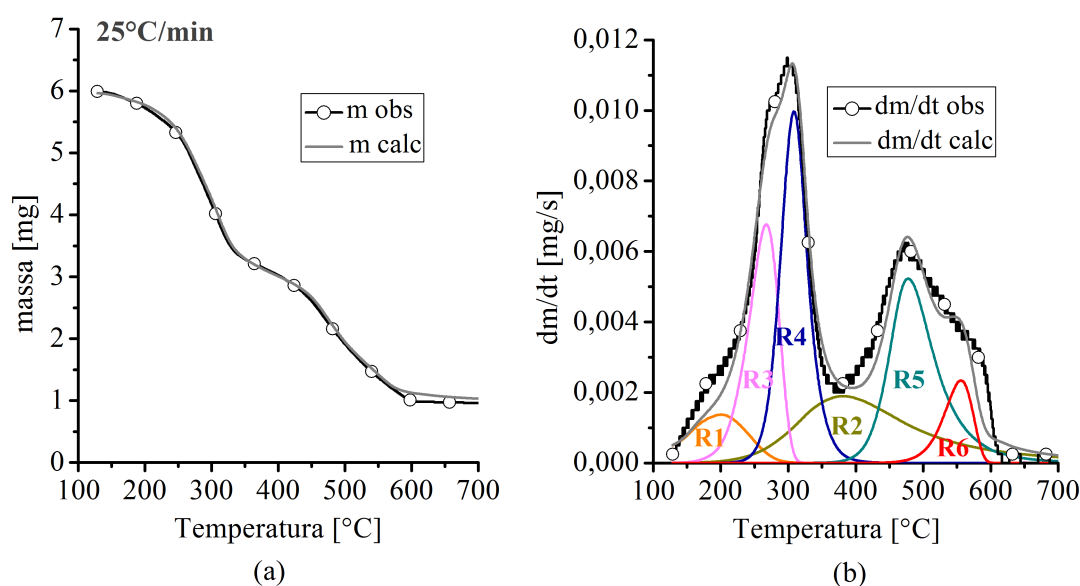 25°C/min
7
6
5
4
3
2
1
0
massa [mg]
m obs
m calc
100 200 300 400 500 600 700
Temperatura [°C]
(a)
0,012
0,010
0,008
0,006
0,004
0,002
0,000
dm/dt [mg/s]
dm/dt obs
dm/dt calc
R1
R3
R4
R2
R5
R6
100 200 300 400 500 600 700
Temperatura [°C]
(b)